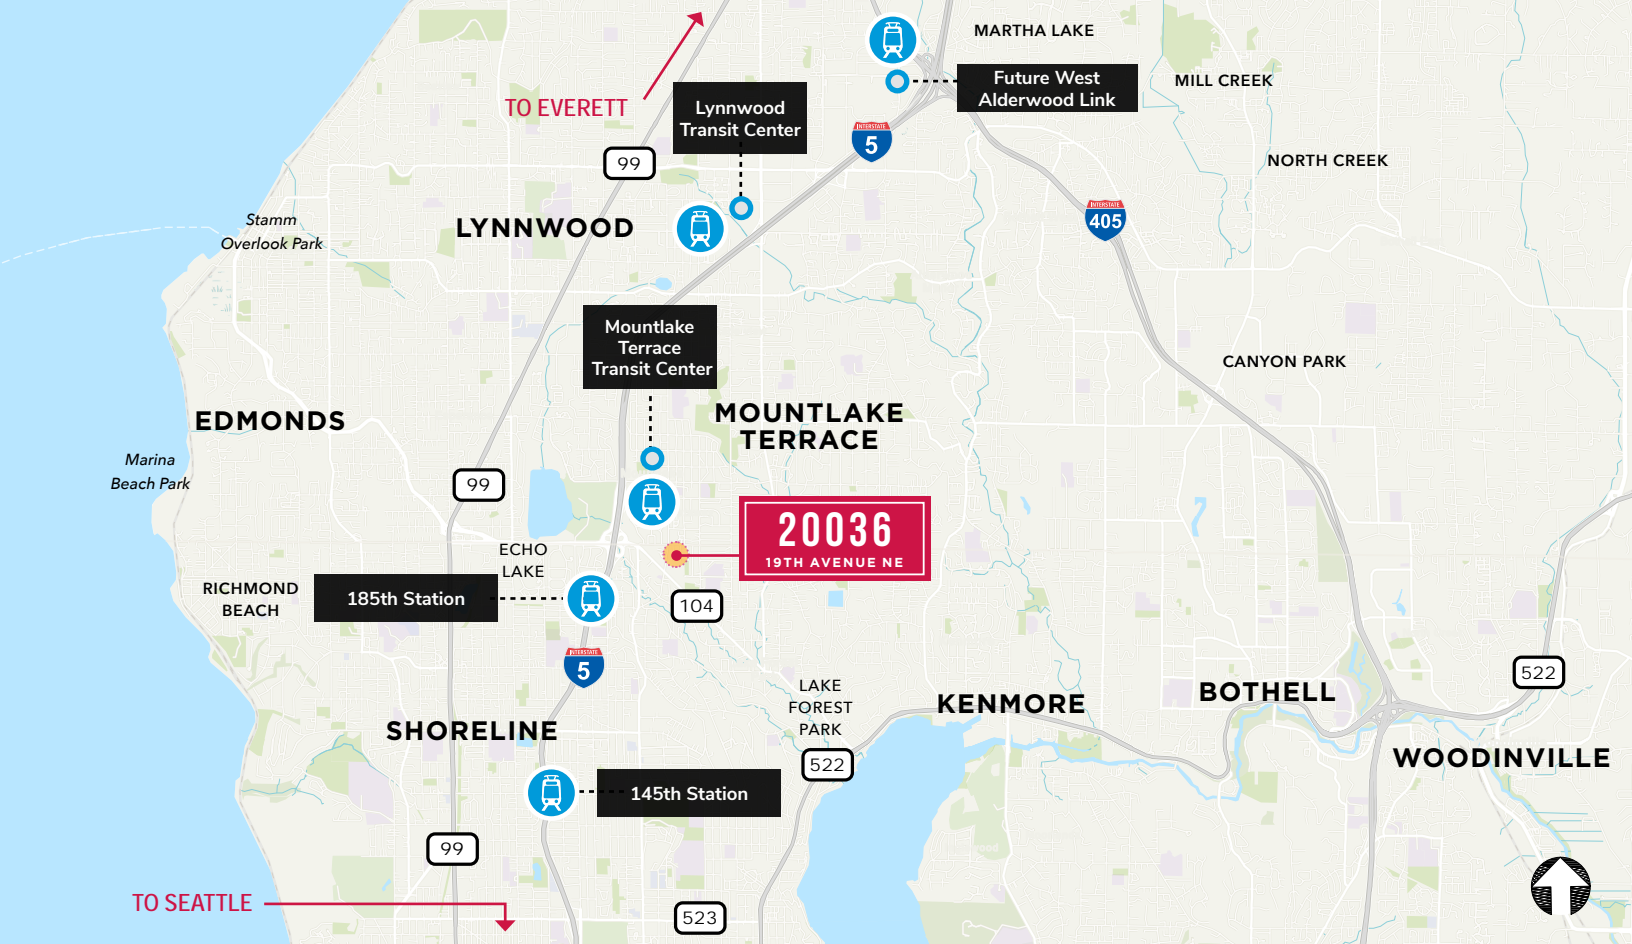 MARTHA LAKE
Future West
Alderwood Link
MILL CREEK
TO EVERETT
Lynnwood
Transit Center
INTERSTATE
5
99
NORTH CREEK
INTERSTATE
405
Stamm
Overlook Park
LYNNWOOD
Mountlake
Terrace
Transit Center
CANYON PARK
EDMONDS
MOUNTLAKE
TERRACE
Marina
Beach Park
99
20036
19TH AVENUE NE
ECHO
LAKE
RICHMOND
BEACH
185th Station
104
INTERSTATE
5
522
LAKE
FOREST
PARK
KENMORE
BOTHELL
SHORELINE
522
WOODINVILLE
145th Station
99
TO SEATTLE
523